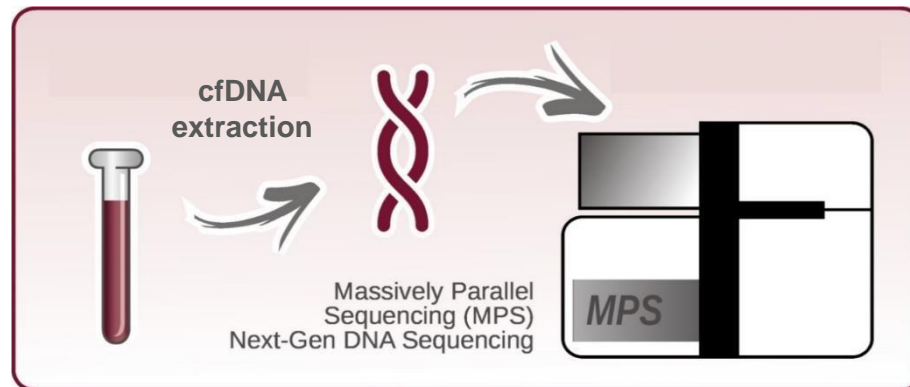 cfDNA
extraction
Massively Parallel
Sequencing (MPS)
Next-Gen DNA Sequencing
MPS